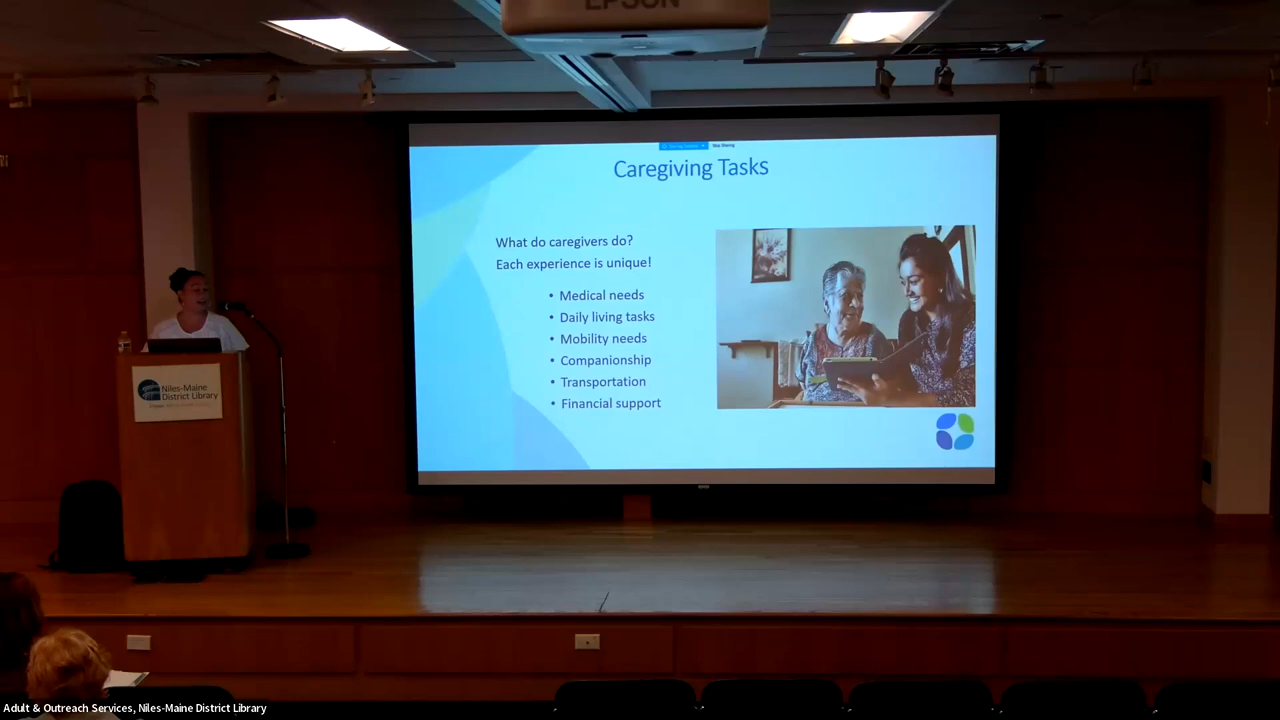 EPSON
Caregiving Tasks
What do caregivers do?
Each experience is unique!
• Medical needs
• Daily living tasks
• Mobility needs
• Companionship
• Transportation
• Financial support
Niles-Maine
District Library
Adult & Outreach Services, Niles-Maine District Library